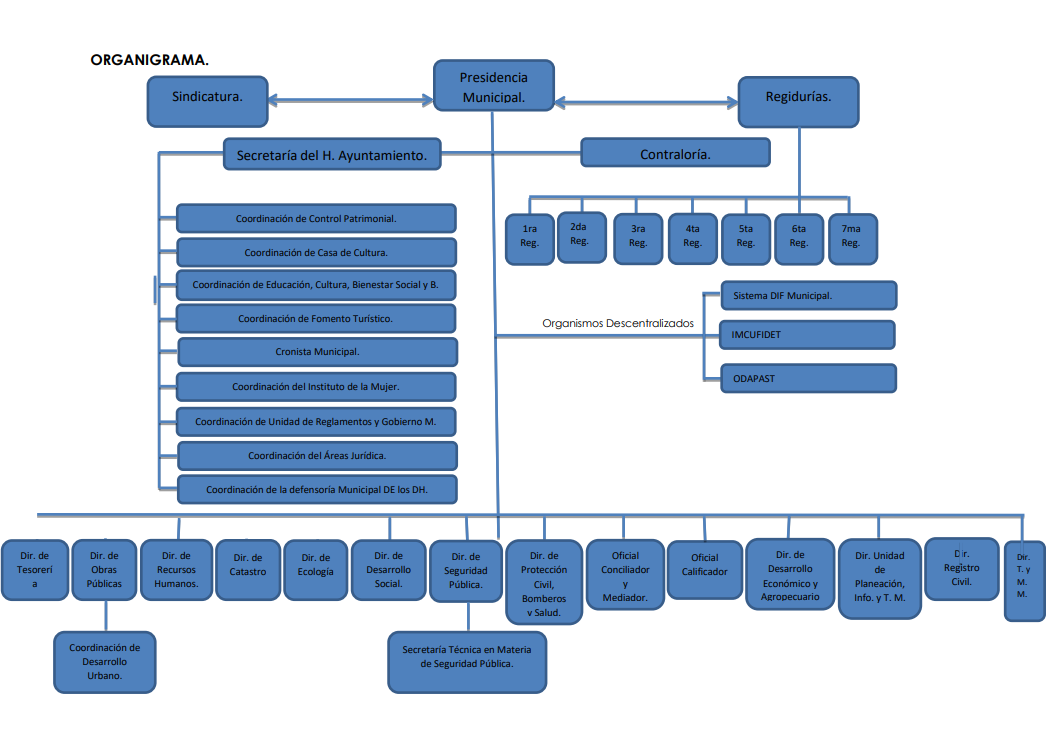 ORGANIGRAMA.
Presidencia
Municipal.
Sindicatura.
Regidurías.
Secretaría del H. Ayuntamiento.
Contraloría.
Coordinación de Control Patrimonial.
Coordinación de Casa de Cultura.
Coordinación de Educación, Cultura, Bienestar Social y B.
Coordinación de Fomento Turístico.
Cronista Municipal.
Coordinación del Instituto de la Mujer.
Coordinación de Unidad de Reglamentos y Gobierno M.
Coordinación del Áreas Jurídica.
Coordinación de la defensoría Municipal DE los DH.
1ra
Reg.
2da
Reg.
3ra
Reg.
4ta
Reg.
5ta
Reg.
6ta
Reg.
7ma
Reg.
Organismos Descentralizados
Sistema DIF Municipal.
IMCUFIDET
ODAPAST
Dir. de
Tesorerí
a
Dir. de
Obras
Públicas
Dir. de
Recursos
Humanos.
Dir. de
Catastro
Dir. de
Ecología
Dir. de
Desarrollo
Social.
Dir. de
Seguridad
Pública.
Dir. de
Protección
Civil,
Bomberos
y Salud.
Oficial
Conciliador
y
Mediador.
Oficial
Calificador
Dir. de
Desarrollo
Económico y
Agropecuario
Dir. Unidad
de
Planeación,
Info. y T. M.
Dir.
Registro
Civil.
Dir.
T. y
M.
M.
Coordinación de
Desarrollo
Urbano.
Secretaría Técnica en Materia
de Seguridad Pública.